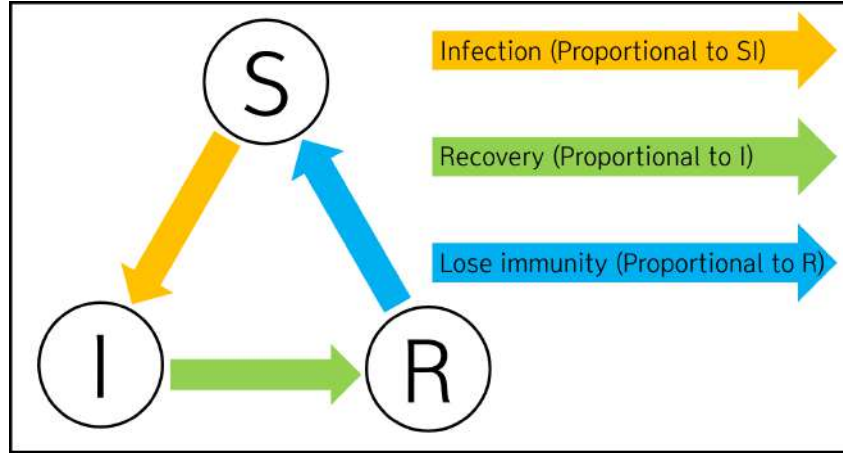 S
Infection (Proportional to SI)
Recovery (Proportional to I)
Lose immunity (Proportional to R)
I
R